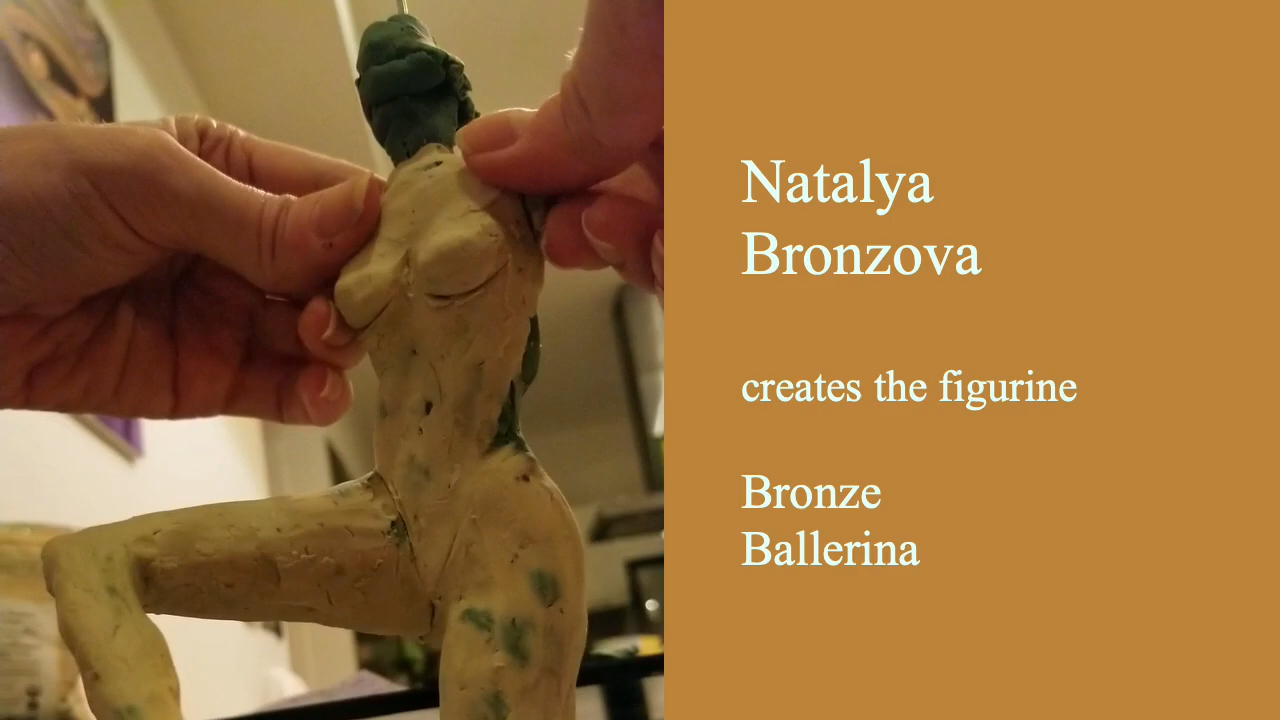 Natalya
Bronzova
creates the figurine
Bronze
Ballerina